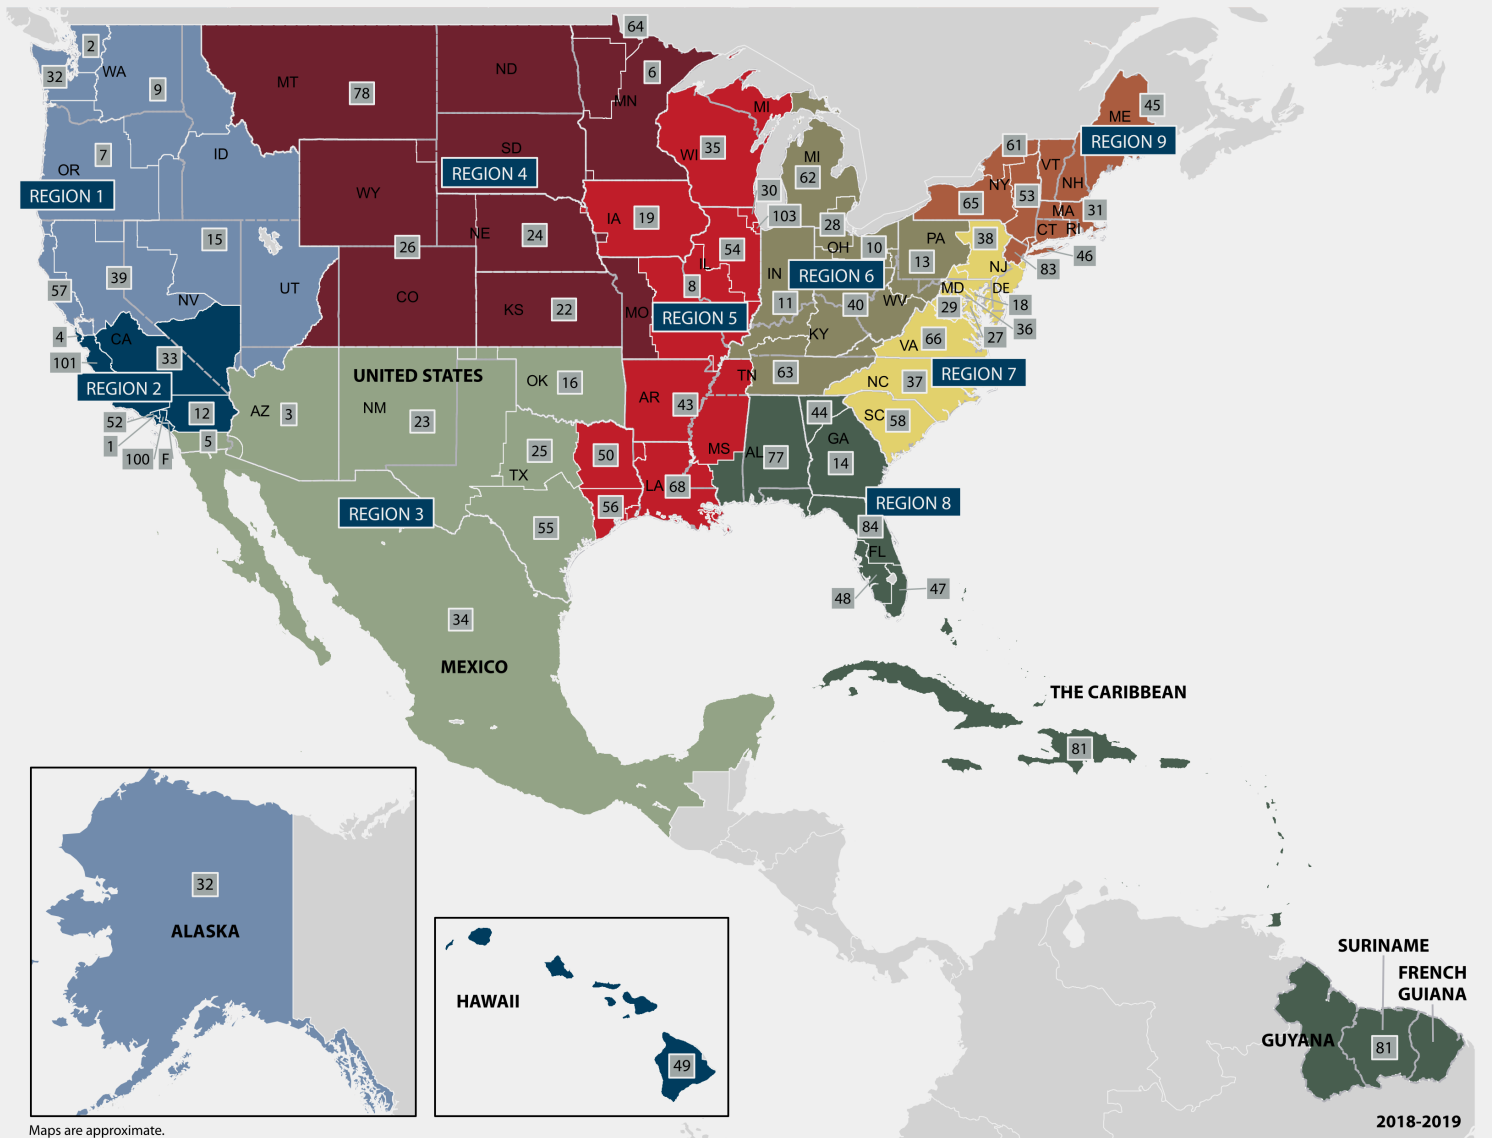 64
2
WA
32
9
MT
78
ND
6
MN
MI
ME
45
REGION 9
61
OR
7
ID
REGION 1
SD
REGION 4
WI
35
MI
62
VT
NY
NH
53
65
MA
31
WY
IA
19
30
103
28
CT
RI
15
26
NE
24
54
IL
OH
10
PA
38
46
39
13
NJ
83
57
NV
UT
CO
KS
22
MO
8
IN
REGION 6
11
40
WV
MD
DE
29
18
4
CA
101
33
REGION 5
KY
VA
66
36
27
REGION 2
UNITED STATES
OK
16
TN
63
NC
37
REGION 7
52
12
AZ
3
NM
23
AR
43
44
SC
58
1
5
100
F
25
TX
50
MS
AL
77
GA
14
LA
68
REGION 3
55
56
REGION 8
84
FL
48
47
34
MEXICO
THE CARIBBEAN
81
32
ALASKA
HAWAII
49
SURINAME
FRENCH
GUIANA
GUYANA
81
2018-2019
Maps are approximate.